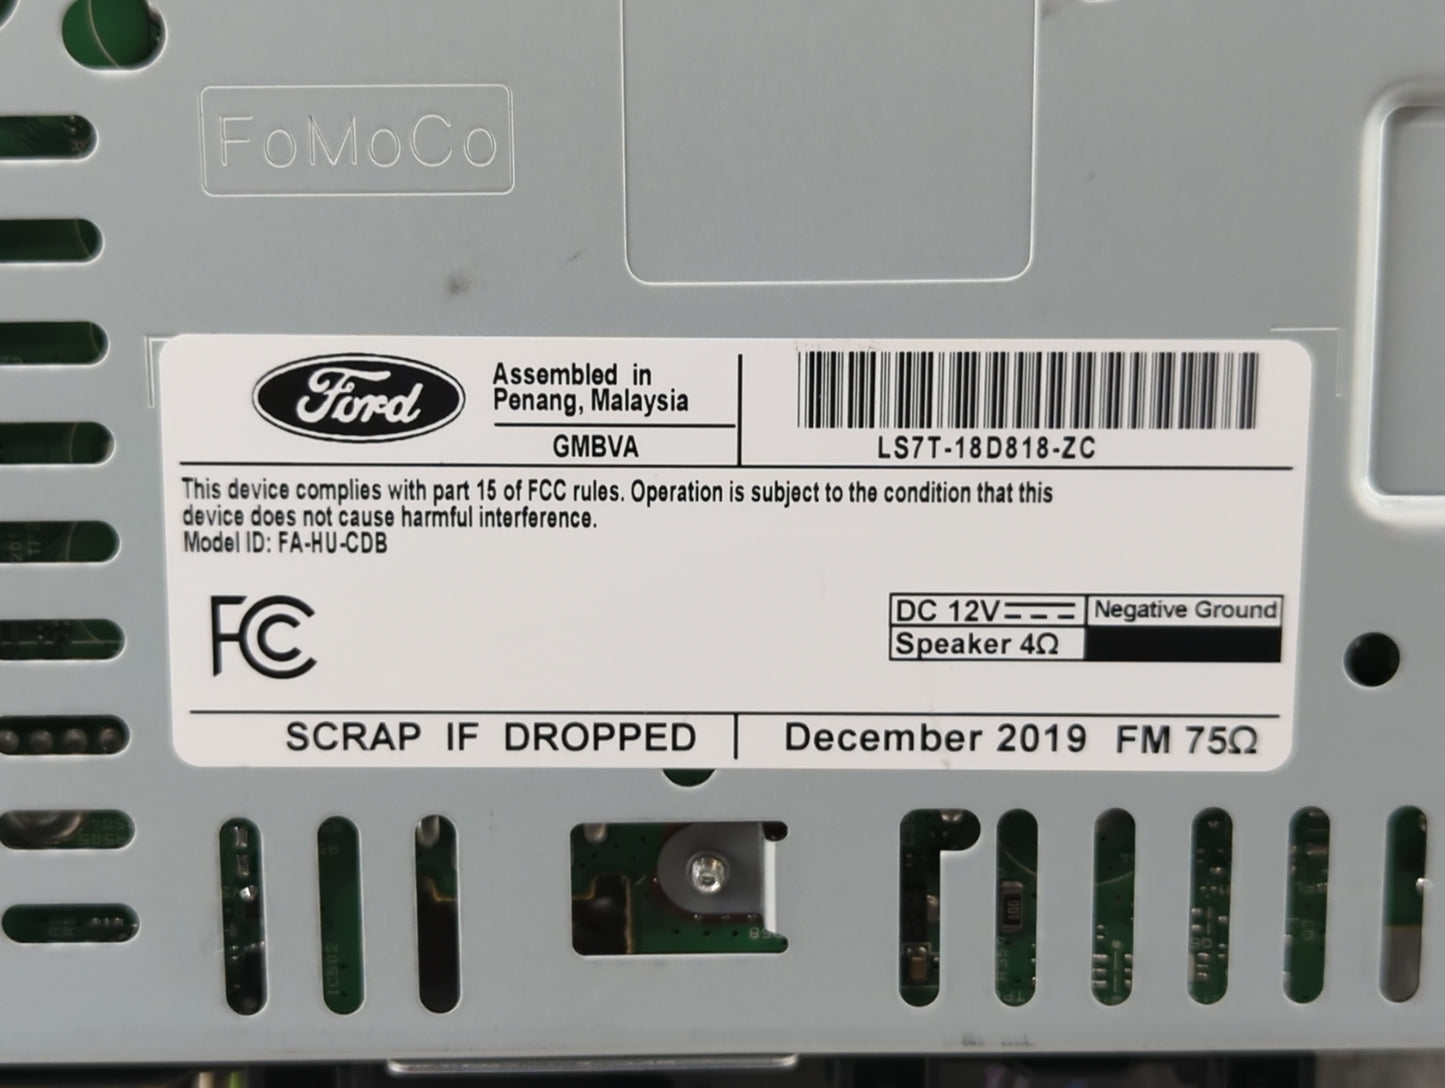 FoMoCo
Ford
Assembled in
Penang, Malaysia
GMBVA
LS7T-18D818-ZC
This device complies with part 15 of FCC rules. Operation is subject to the condition that this
device does not cause harmful interference.
Model ID: FA-HU-CDB
FC
DC 12V
Negative Ground
Speaker 4Ω
SCRAP IF DROPPED
December 2019 FM 75Ω
IC502